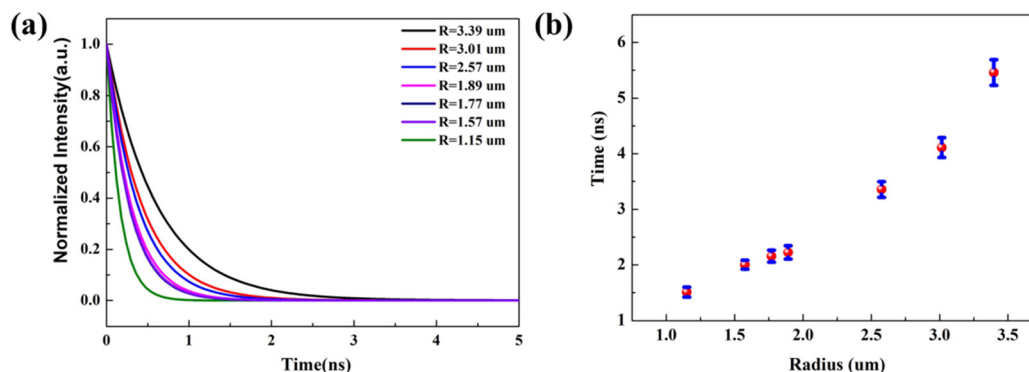 (a)
Normalized Intensity(a.u.)
1.0
0.8
0.6
0.4
0.2
0.0
R=3.39 um
R=3.01 um
R=2.57 um
R=1.89 um
R=1.77 um
R=1.57 um
R=1.15 um
0 1 2 3 4 5
Time(ns)
(b)
Time (ns)
6
5
4
3
2
1
1.0 1.5 2.0 2.5 3.0 3.5
Radius (um)